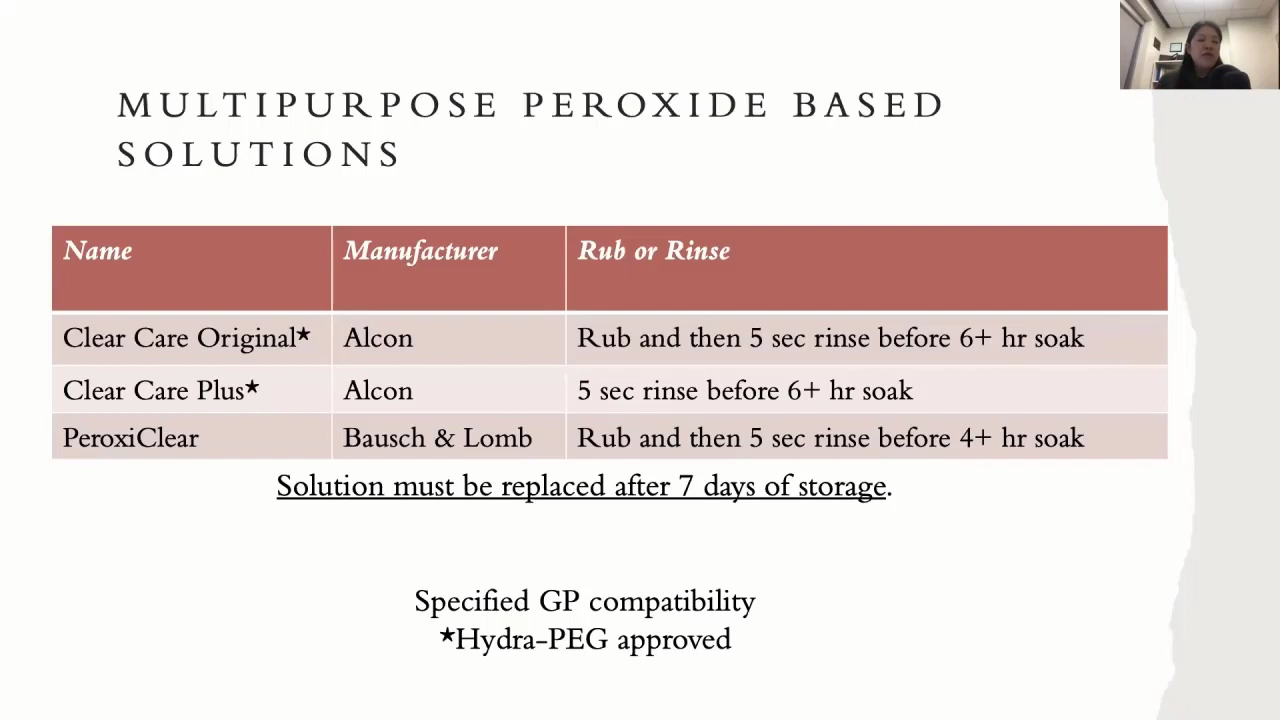 MULTIPURPOSE PEROXIDE BASED
SOLUTIONS
Name Manufacturer Rub or Rinse
Clear Care Original★ Alcon Rub and then 5 sec rinse before 6+ hr soak
Clear Care Plus★ Alcon 5 sec rinse before 6+ hr soak
PeroxiClear Bausch & Lomb Rub and then 5 sec rinse before 4+ hr soak
Solution must be replaced after 7 days of storage.
Specified GP compatibility
★Hydra-PEG approved